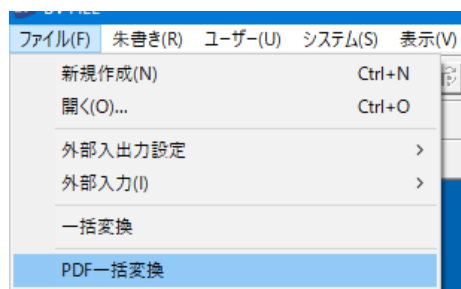 ファイル(F) 朱書き(R) ユーザー(U) システム(S) 表示(V)
新規作成(N) Ctrl+N
開く(O)... Ctrl+O
外部入出力設定 >
外部入力(I) >
一括変換
PDF一括変換